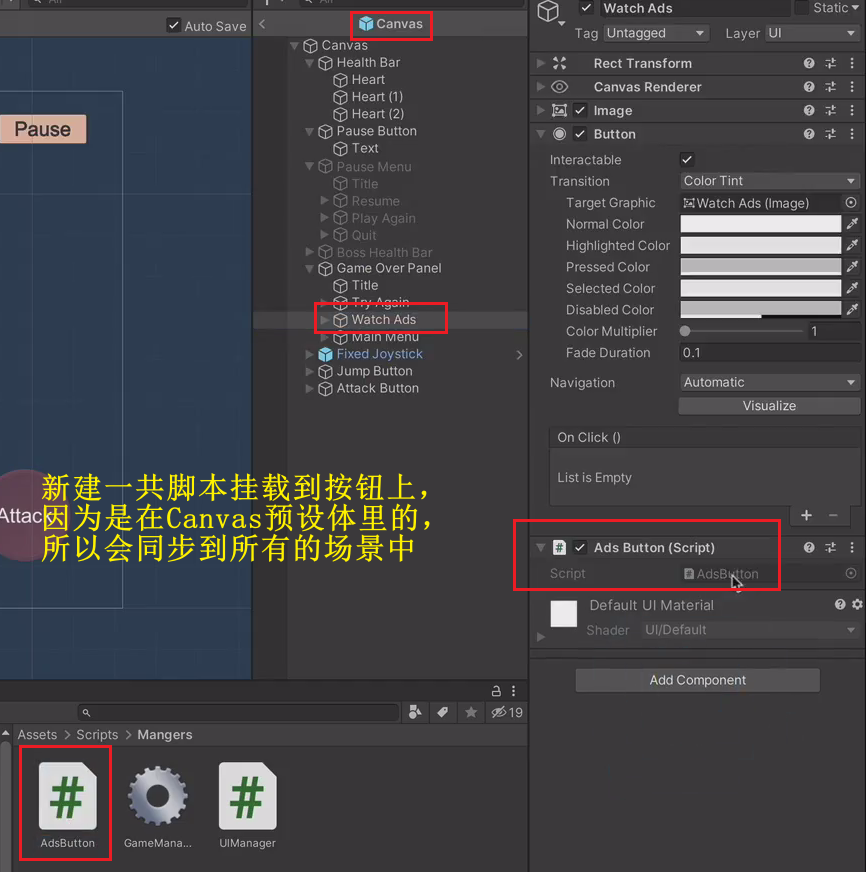 Auto Save
Pause
Attac
Canvas
Canvas
Health Bar
Heart
Heart (1)
Heart (2)
Pause Button
Text
Pause Menu
Title
Resume
Play Again
Quit
Boss Health Bar
Game Over Panel
Title
Try Again
Watch Ads
Main Menu
Fixed Joystick
Jump Button
Attack Button
新建一共脚本挂载到按钮上，
因为是在Canvas预设体里的，
所以会同步到所有的场景中
Watch Ads
Static
Tag Untagged Layer UI
Rect Transform
Canvas Renderer
Image
Button
Interactable
Transition Color Tint
Target Graphic Watch Ads (Image)
Normal Color
Highlighted Color
Pressed Color
Selected Color
Disabled Color
Color Multiplier 1
Fade Duration 0.1
Navigation Automatic
Visualize
On Click ()
List is Empty
Ads Button (Script)
Script AdsButton
Default UI Material
Shader UI/Default
Add Component
19
Assets > Scripts > Mangers
AdsButton GameMana... UIManager